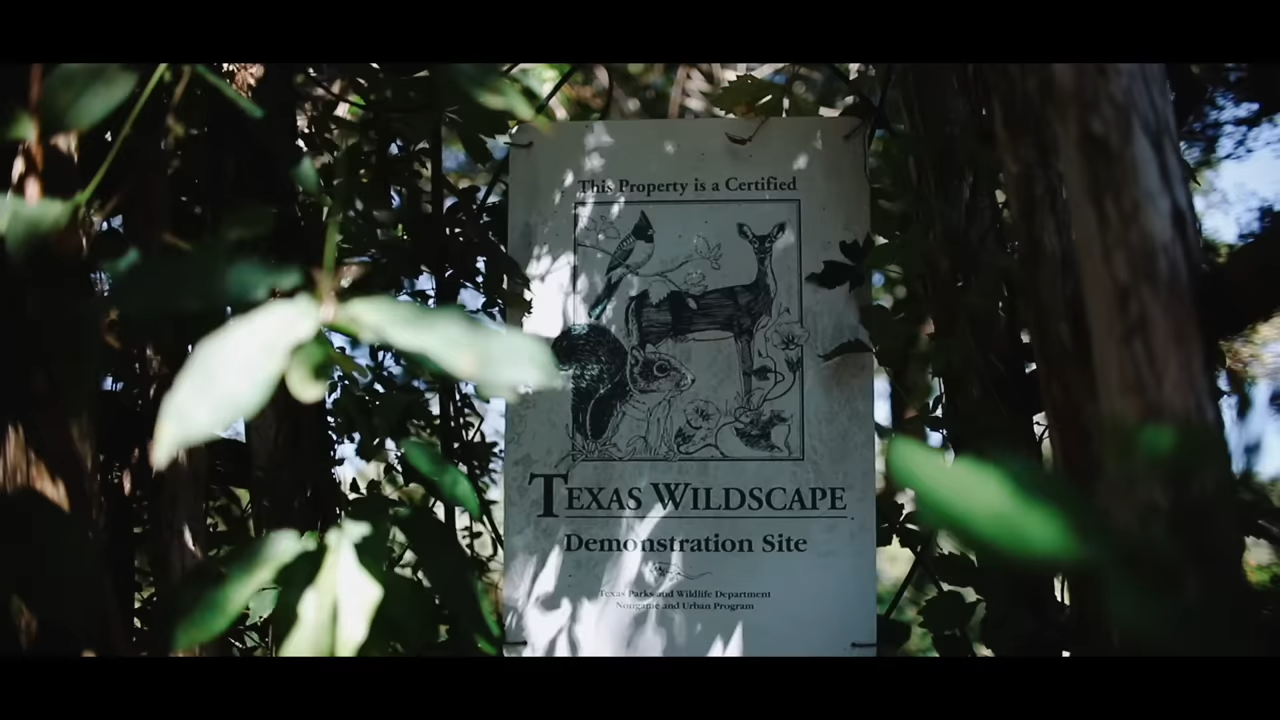 This Property is a Certified
TEXAS WILDSCAPE
Demonstration Site
Texas Parks and Wildlife Department
Nongame and Urban Program